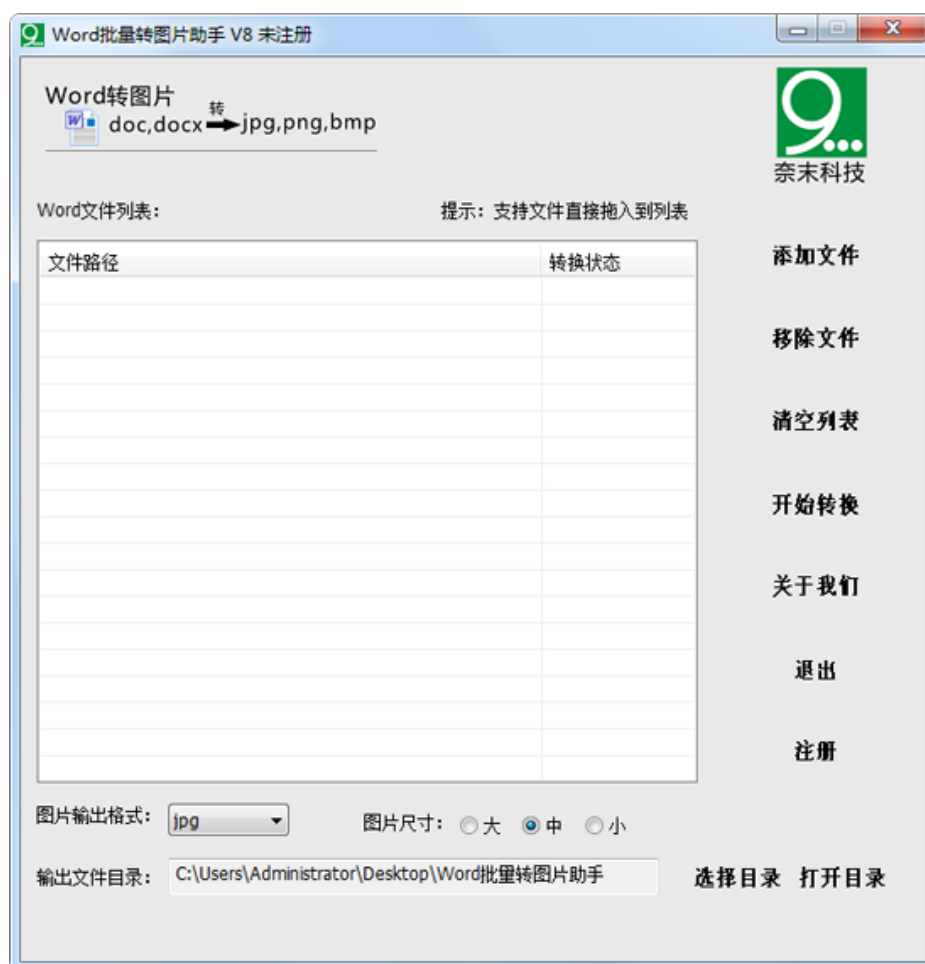 Word批量转图片助手 V8 未注册
Word转图片
doc,docx 转 jpg,png,bmp
奈末科技
Word文件列表： 提示：支持文件直接拖入到列表
文件路径 转换状态
添加文件
移除文件
清空列表
开始转换
关于我们
退出
注册
图片输出格式： jpg 图片尺寸： 大 中 小
输出文件目录： C:\Users\Administrator\Desktop\Word批量转图片助手 选择目录 打开目录